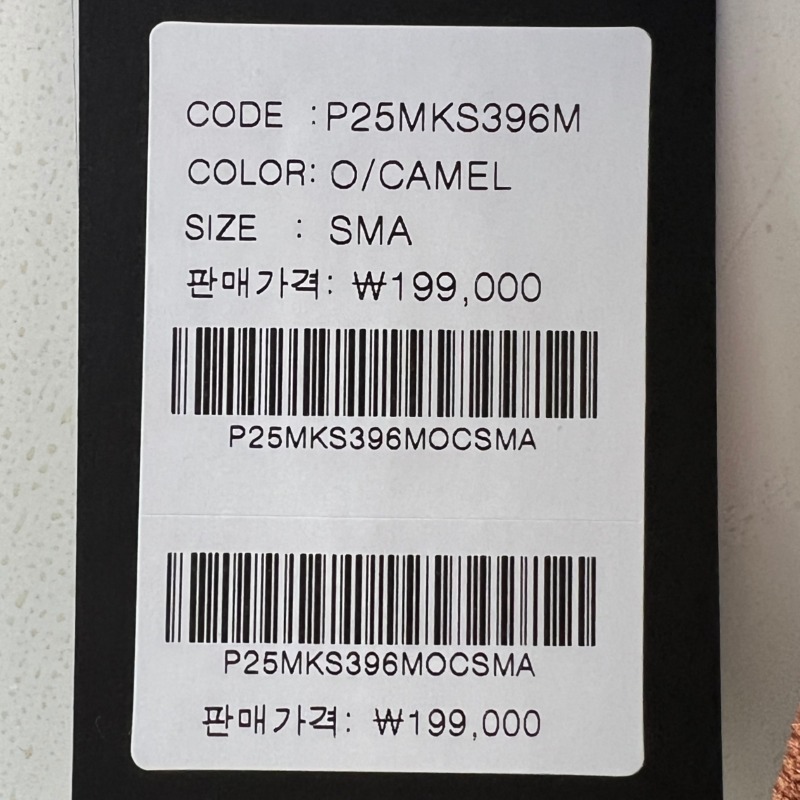 CODE :P25MKS396M
COLOR: O/CAMEL
SIZE : SMA
판매가격: ₩199,000
P25MKS396MOCSMA
P25MKS396MOCSMA
판매가격: ₩199,000